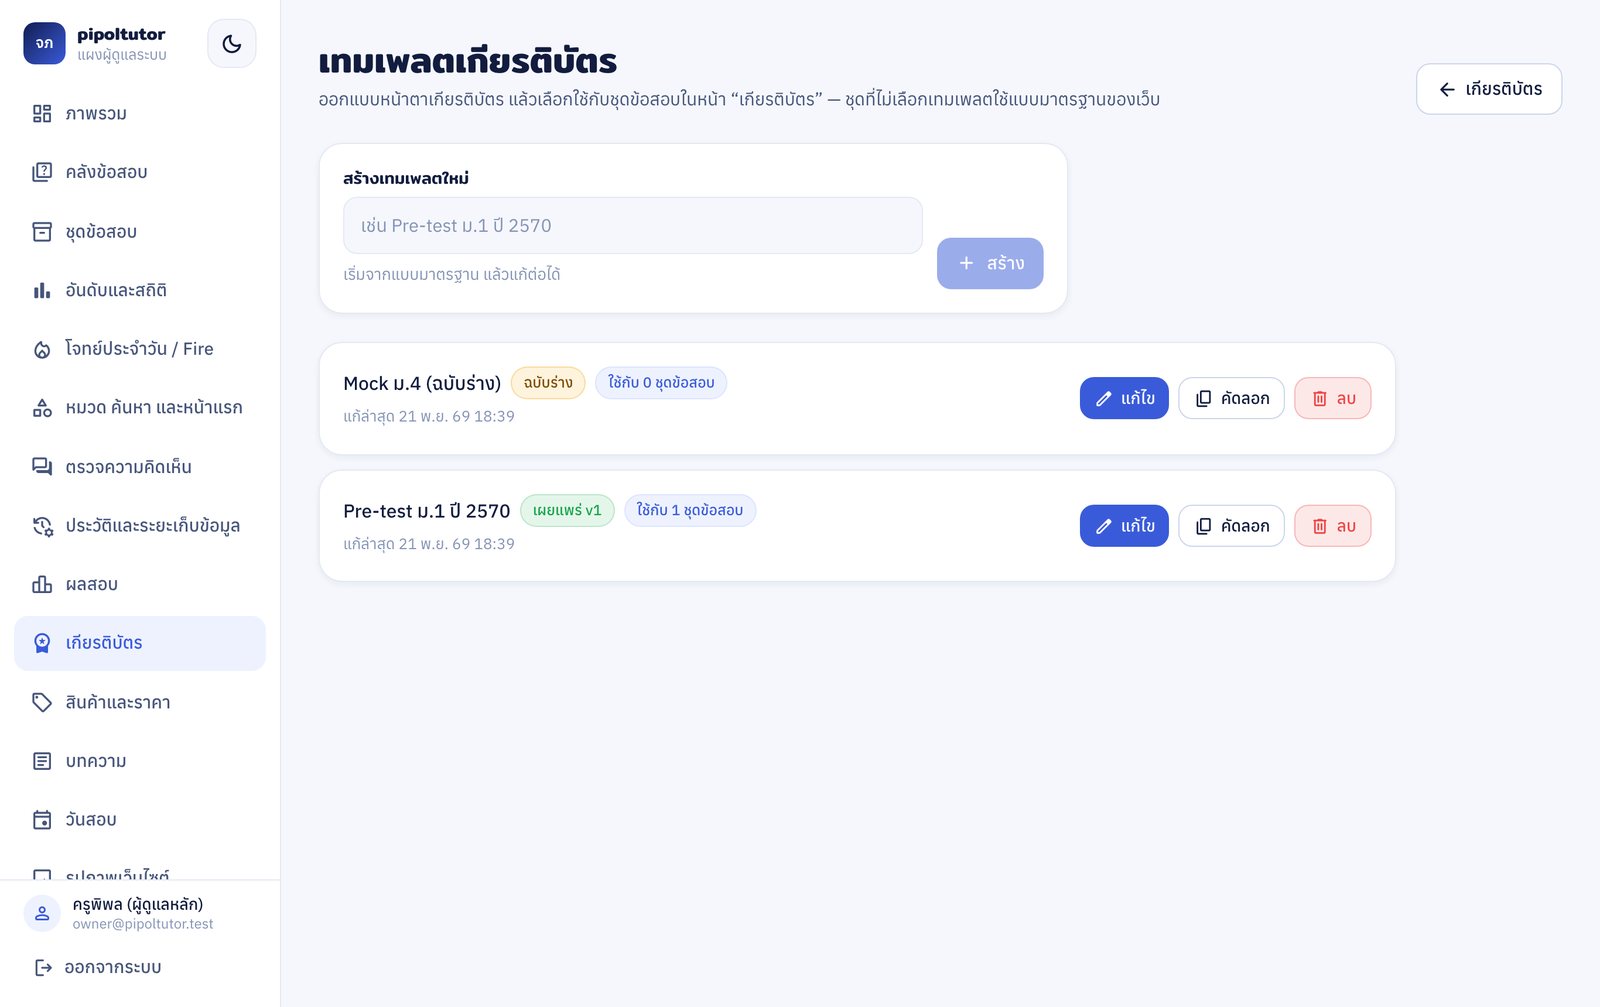 จภ
pipoltutor
แผงผู้ดูแลระบบ
ภาพรวม
คลังข้อสอบ
ชุดข้อสอบ
อันดับและสถิติ
โจทย์ประจำวัน / Fire
หมวด ค้นหา และหน้าแรก
ตรวจความคิดเห็น
ประวัติและระยะเก็บข้อมูล
ผลสอบ
เกียรติบัตร
สินค้าและราคา
บทความ
วันสอบ
รูปภาพเว็บไซต์
ครูพิพล (ผู้ดูแลหลัก)
owner@pipoltutor.test
ออกจากระบบ
เทมเพลตเกียรติบัตร
ออกแบบหน้าตาเกียรติบัตร แล้วเลือกใช้กับชุดข้อสอบในหน้า “เกียรติบัตร” — ชุดที่ไม่เลือกเทมเพลตใช้แบบมาตรฐานของเว็บ
เกียรติบัตร
สร้างเทมเพลตใหม่
เช่น Pre-test ม.1 ปี 2570
เริ่มจากแบบมาตรฐาน แล้วแก้ต่อได้
สร้าง
Mock ม.4 (ฉบับร่าง) ฉบับร่าง ใช้กับ 0 ชุดข้อสอบ
แก้ล่าสุด 21 พ.ย. 69 18:39
แก้ไข คัดลอก ลบ
Pre-test ม.1 ปี 2570 เผยแพร่ v1 ใช้กับ 1 ชุดข้อสอบ
แก้ล่าสุด 21 พ.ย. 69 18:39
แก้ไข คัดลอก ลบ